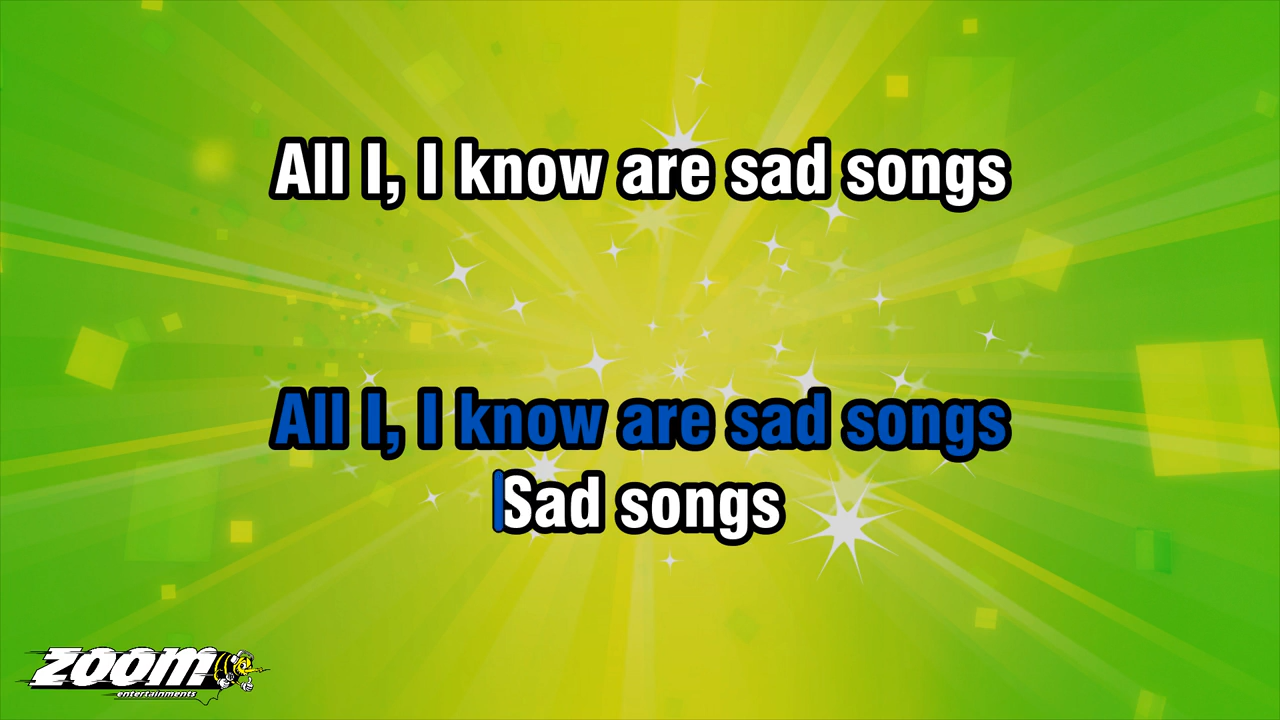 All I, I know are sad songs
All I, I know are sad songs
Sad songs
zoom
entertainments